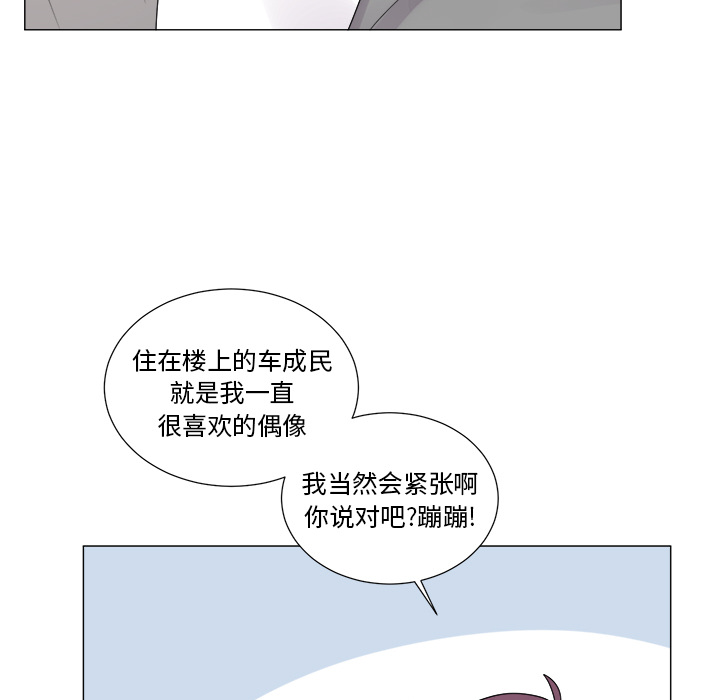 住在楼上的车成民
就是我一直
很喜欢的偶像
我当然会紧张啊
你说对吧?蹦蹦!